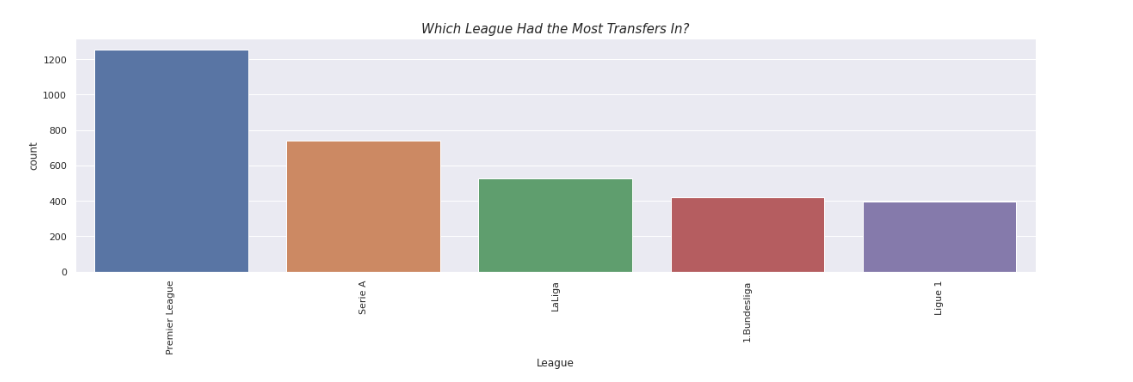 Which League Had the Most Transfers In?
1200
1000
800
600
400
200
0
count
Premier League
Serie A
LaLiga
1.Bundesliga
Ligue 1
League